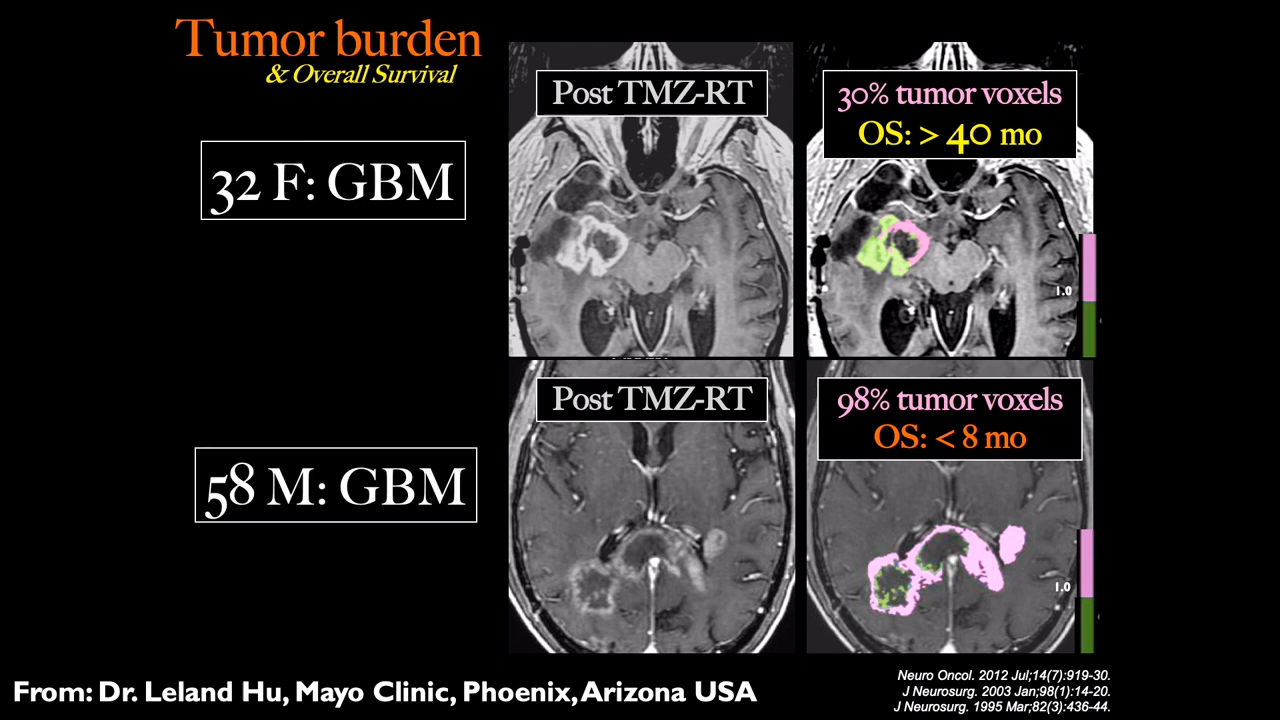 Tumor burden
& Overall Survival
Post TMZ-RT
30% tumor voxels
OS: > 40 mo
32 F: GBM
1.0
Post TMZ-RT
98% tumor voxels
OS: < 8 mo
58 M: GBM
1.0
From: Dr. Leland Hu, Mayo Clinic, Phoenix, Arizona USA
Neuro Oncol. 2012 Jul;14(7):919-30.
J Neurosurg. 2003 Jan;98(1):14-20.
J Neurosurg. 1995 Mar;82(3):436-44.